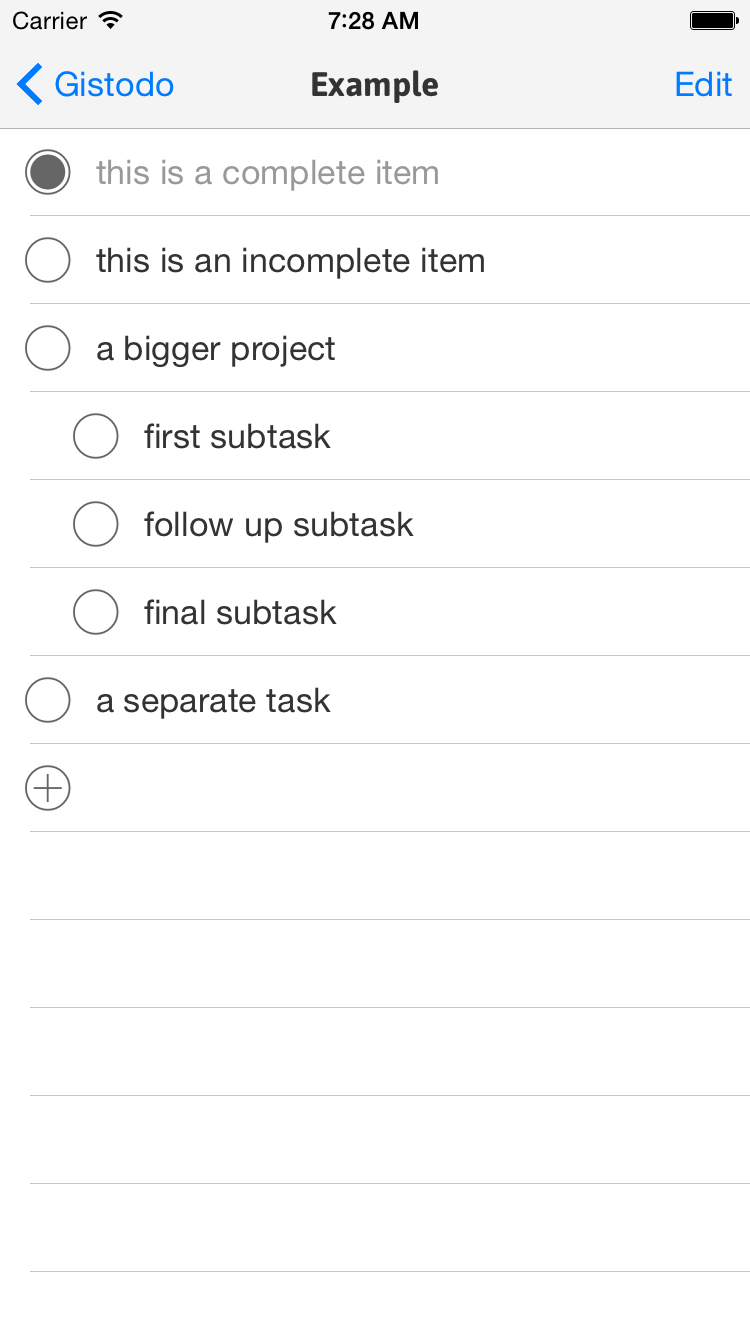 Carrier 7:28 AM
Gistodo Example Edit
this is a complete item
this is an incomplete item
a bigger project
first subtask
follow up subtask
final subtask
a separate task